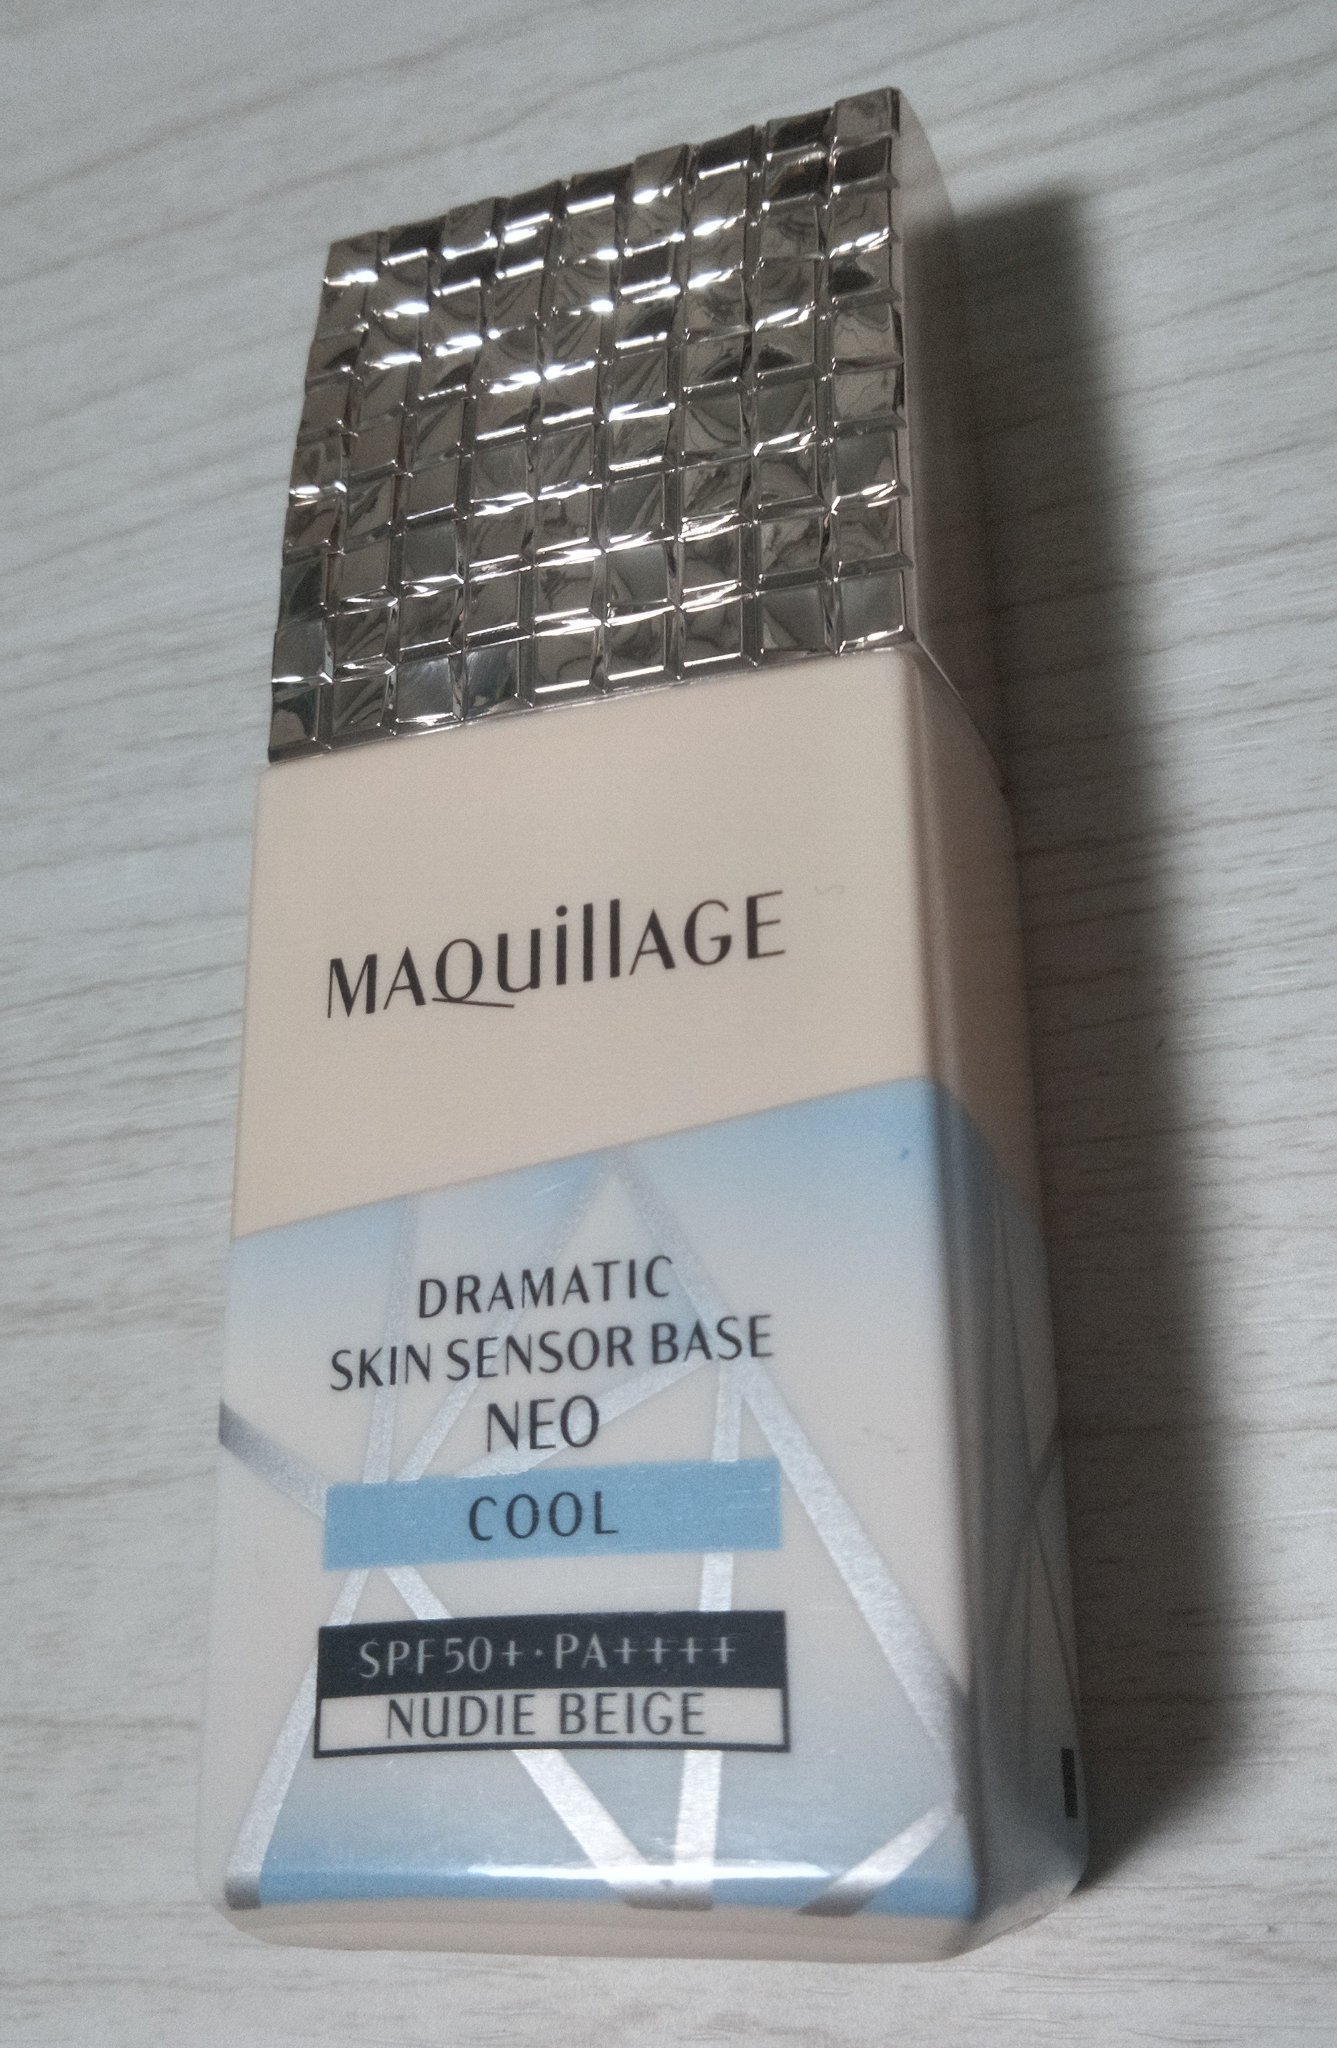 MAQuillAGE
DRAMATIC
SKIN SENSOR BASE
NEO
COOL
SPF50+・PA++++
NUDIE BEIGE